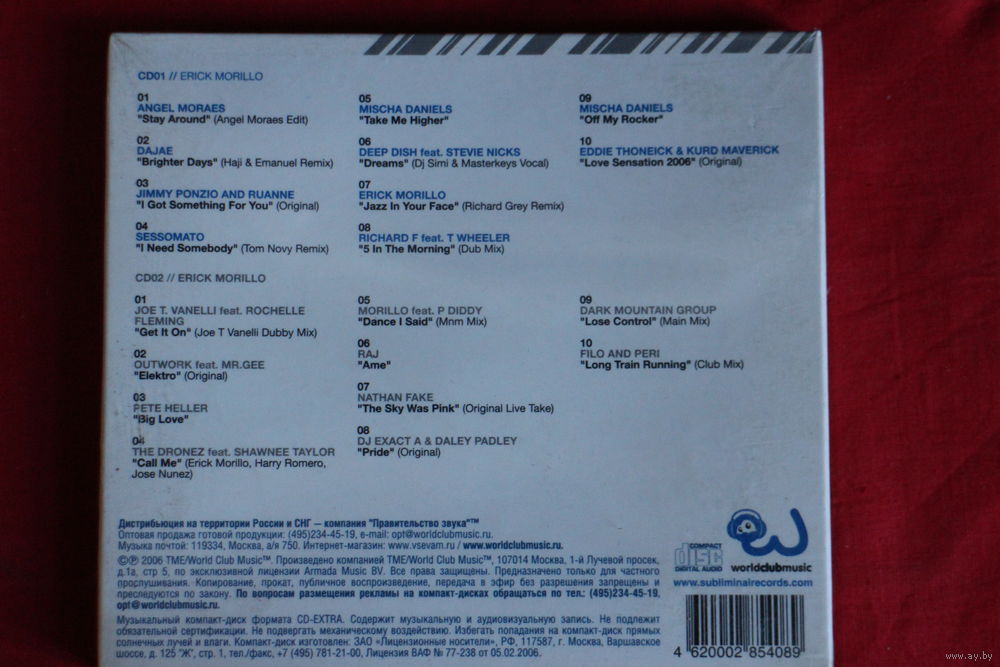 CD01 // ERICK MORILLO
01
ANGEL MORAES
"Stay Around" (Angel Moraes Edit)
02
DAJAE
"Brighter Days" (Haji & Emanuel Remix)
03
JIMMY PONZIO AND RUANNE
"I Got Something For You" (Original)
04
SESSOMATO
"I Need Somebody" (Tom Novy Remix)
05
MISCHA DANIELS
"Take Me Higher"
06
DEEP DISH feat. STEVIE NICKS
"Dreams" (Dj Simi & Masterkeys Vocal)
07
ERICK MORILLO
"Jazz In Your Face" (Richard Grey Remix)
08
RICHARD F feat. T WHEELER
"5 In The Morning" (Dub Mix)
09
MISCHA DANIELS
"Off My Rocker"
10
EDDIE THONEICK & KURD MAVERICK
"Love Sensation 2006" (Original)
CD02 // ERICK MORILLO
01
JOE T. VANELLI feat. ROCHELLE
FLEMING
"Get It On" (Joe T Vanelli Dubby Mix)
02
OUTWORK feat. MR.GEE
"Elektro" (Original)
03
PETE HELLER
"Big Love"
04
THE DRONEZ feat. SHAWNEE TAYLOR
"Call Me" (Erick Morillo, Harry Romero,
Jose Nunez)
05
MORILLO feat. P DIDDY
"Dance I Said" (Mnm Mix)
06
RAJ
"Ame"
07
NATHAN FAKE
"The Sky Was Pink" (Original Live Take)
08
DJ EXACT A & DALEY PADLEY
"Pride" (Original)
09
DARK MOUNTAIN GROUP
"Lose Control" (Main Mix)
10
FILO AND PERI
"Long Train Running" (Club Mix)
Дистрибьюция на территории России и СНГ — компания "Правительство звука"™
Оптовая продажа готовой продукции: (495)234-45-19, e-mail: opt@worldclubmusic.ru.
Музыка почтой: 119334, Москва, а/я 750. Интернет-магазин: www.vsevam.ru / www.worldclubmusic.ru.
©℗ 2006 TME/World Club Music™. Произведено компанией TME/World Club Music™, 107014 Москва, 1-й Лучевой просек,
д.1а, стр 5, по эксклюзивной лицензии Armada Music BV. Все права защищены. Предназначено только для частного
прослушивания. Копирование, прокат, публичное воспроизведение, передача в эфир без разрешения запрещены и
преследуются по закону. По вопросам размещения рекламы на компакт-дисках обращаться по тел.: (495)234-45-19,
opt@worldclubmusic.ru.
Музыкальный компакт-диск формата CD-EXTRA. Содержит музыкальную и аудиовизуальную запись. Не подлежит
обязательной сертификации. Не подвергать механическому воздействию. Избегать попадания на компакт-диск прямых
солнечных лучей и влаги. Компакт-диск изготовлен: ЗАО «Лицензионные носители», РФ, 117587, г. Москва, Варшавское
шоссе, д. 125 "Ж", стр. 1, тел./факс, +7 (495) 781-21-00, Лицензия ВАФ № 77-238 от 05.02.2006.
COMPACT
disc
DIGITAL AUDIO
worldclubmusic
www.subliminalrecords.com
4 620002 854089
www.ay.by